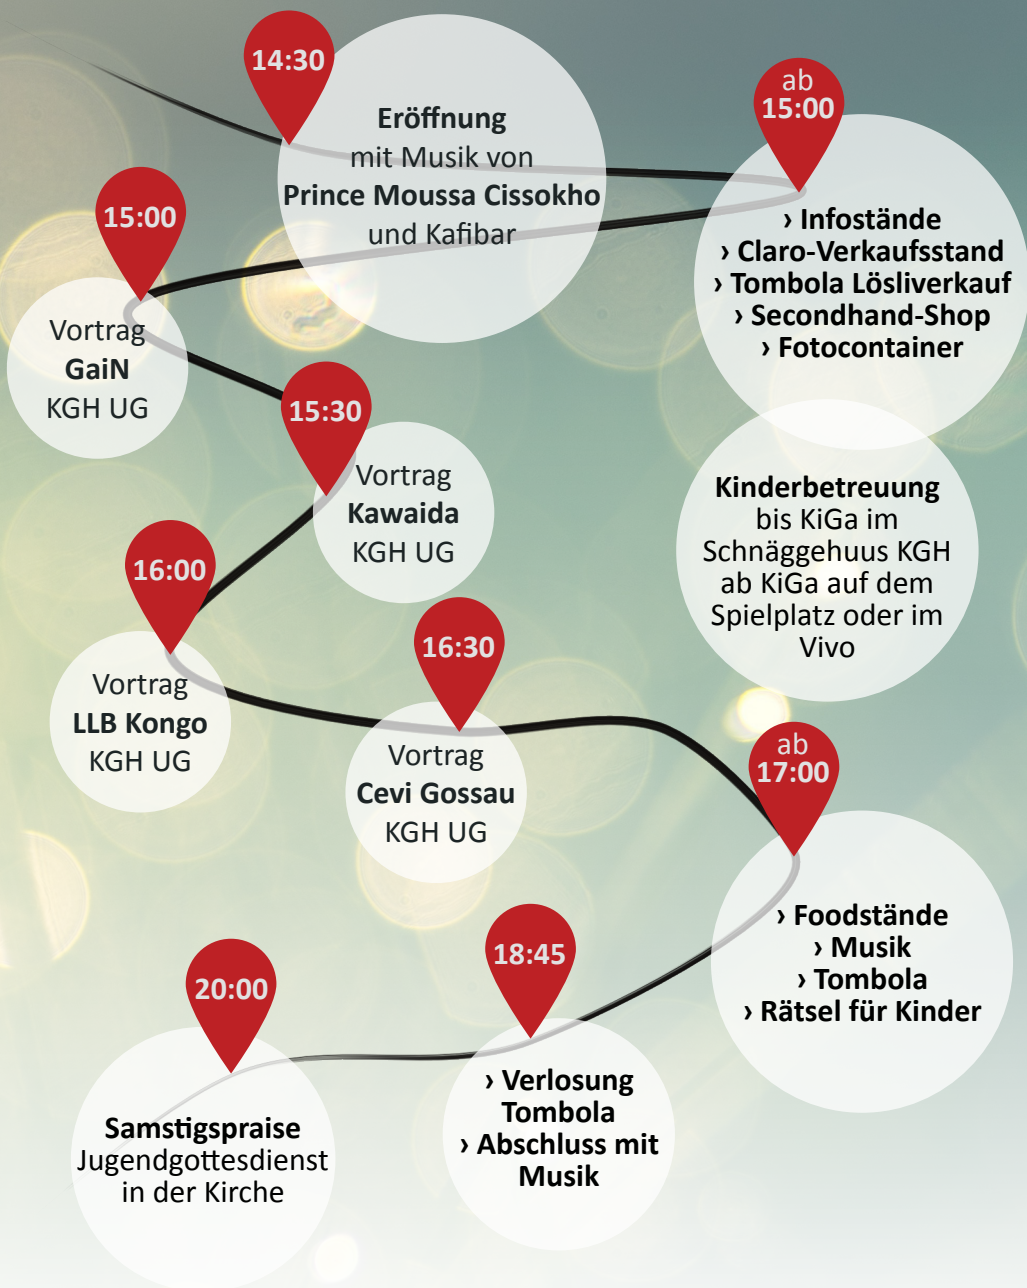 14:30
Eröffnung
mit Musik von
Prince Moussa Cissokho
und Kafibar
ab
15:00
› Infostände
› Claro-Verkaufsstand
› Tombola Lösliverkauf
› Secondhand-Shop
› Fotocontainer
15:00
Vortrag
GaiN
KGH UG
15:30
Vortrag
Kawaida
KGH UG
Kinderbetreuung
bis KiGa im
Schnäggehuus KGH
ab KiGa auf dem
Spielplatz oder im
Vivo
16:00
Vortrag
LLB Kongo
KGH UG
16:30
Vortrag
Cevi Gossau
KGH UG
ab
17:00
› Foodstände
› Musik
› Tombola
› Rätsel für Kinder
18:45
› Verlosung
Tombola
› Abschluss mit
Musik
20:00
Samstigspraise
Jugendgottesdienst
in der Kirche